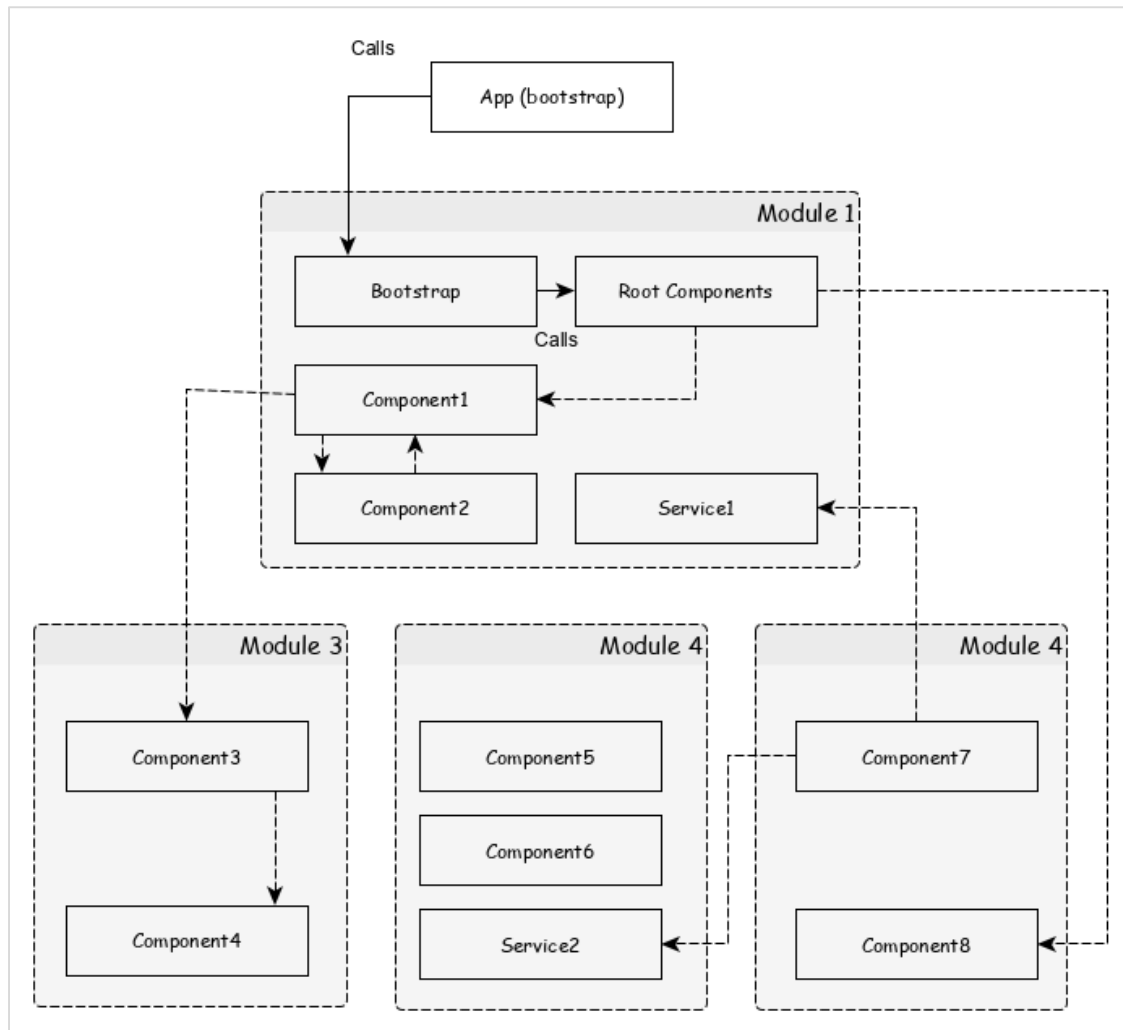 Calls
App (bootstrap)
Module 1
Bootstrap
Root Components
Calls
Component1
Component2
Service1
Module 3
Module 4
Module 4
Component3
Component5
Component7
Component6
Component4
Service2
Component8